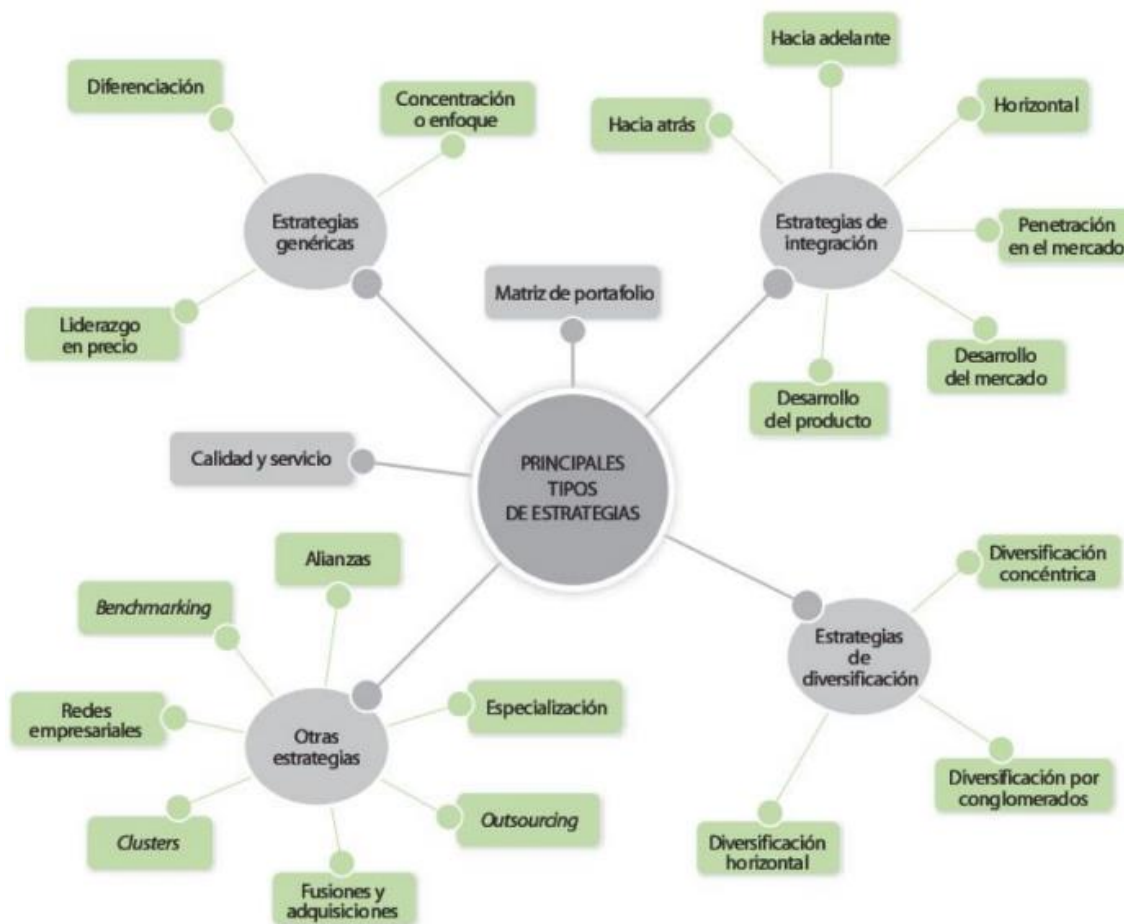 Diferenciación
Concentración
o enfoque
Estrategias
genéricas
Liderazgo
en precio
Hacia adelante
Hacia atrás
Horizontal
Estrategias de
integración
Penetración
en el mercado
Desarrollo
del mercado
Desarrollo
del producto
Matriz de portafolio
Calidad y servicio
PRINCIPALES
TIPOS
DE ESTRATEGIAS
Alianzas
Benchmarking
Redes
empresariales
Otras
estrategias
Especialización
Clusters
Outsourcing
Fusiones y
adquisiciones
Diversificación
concéntrica
Estrategias
de
diversificación
Diversificación por
conglomerados
Diversificación
horizontal